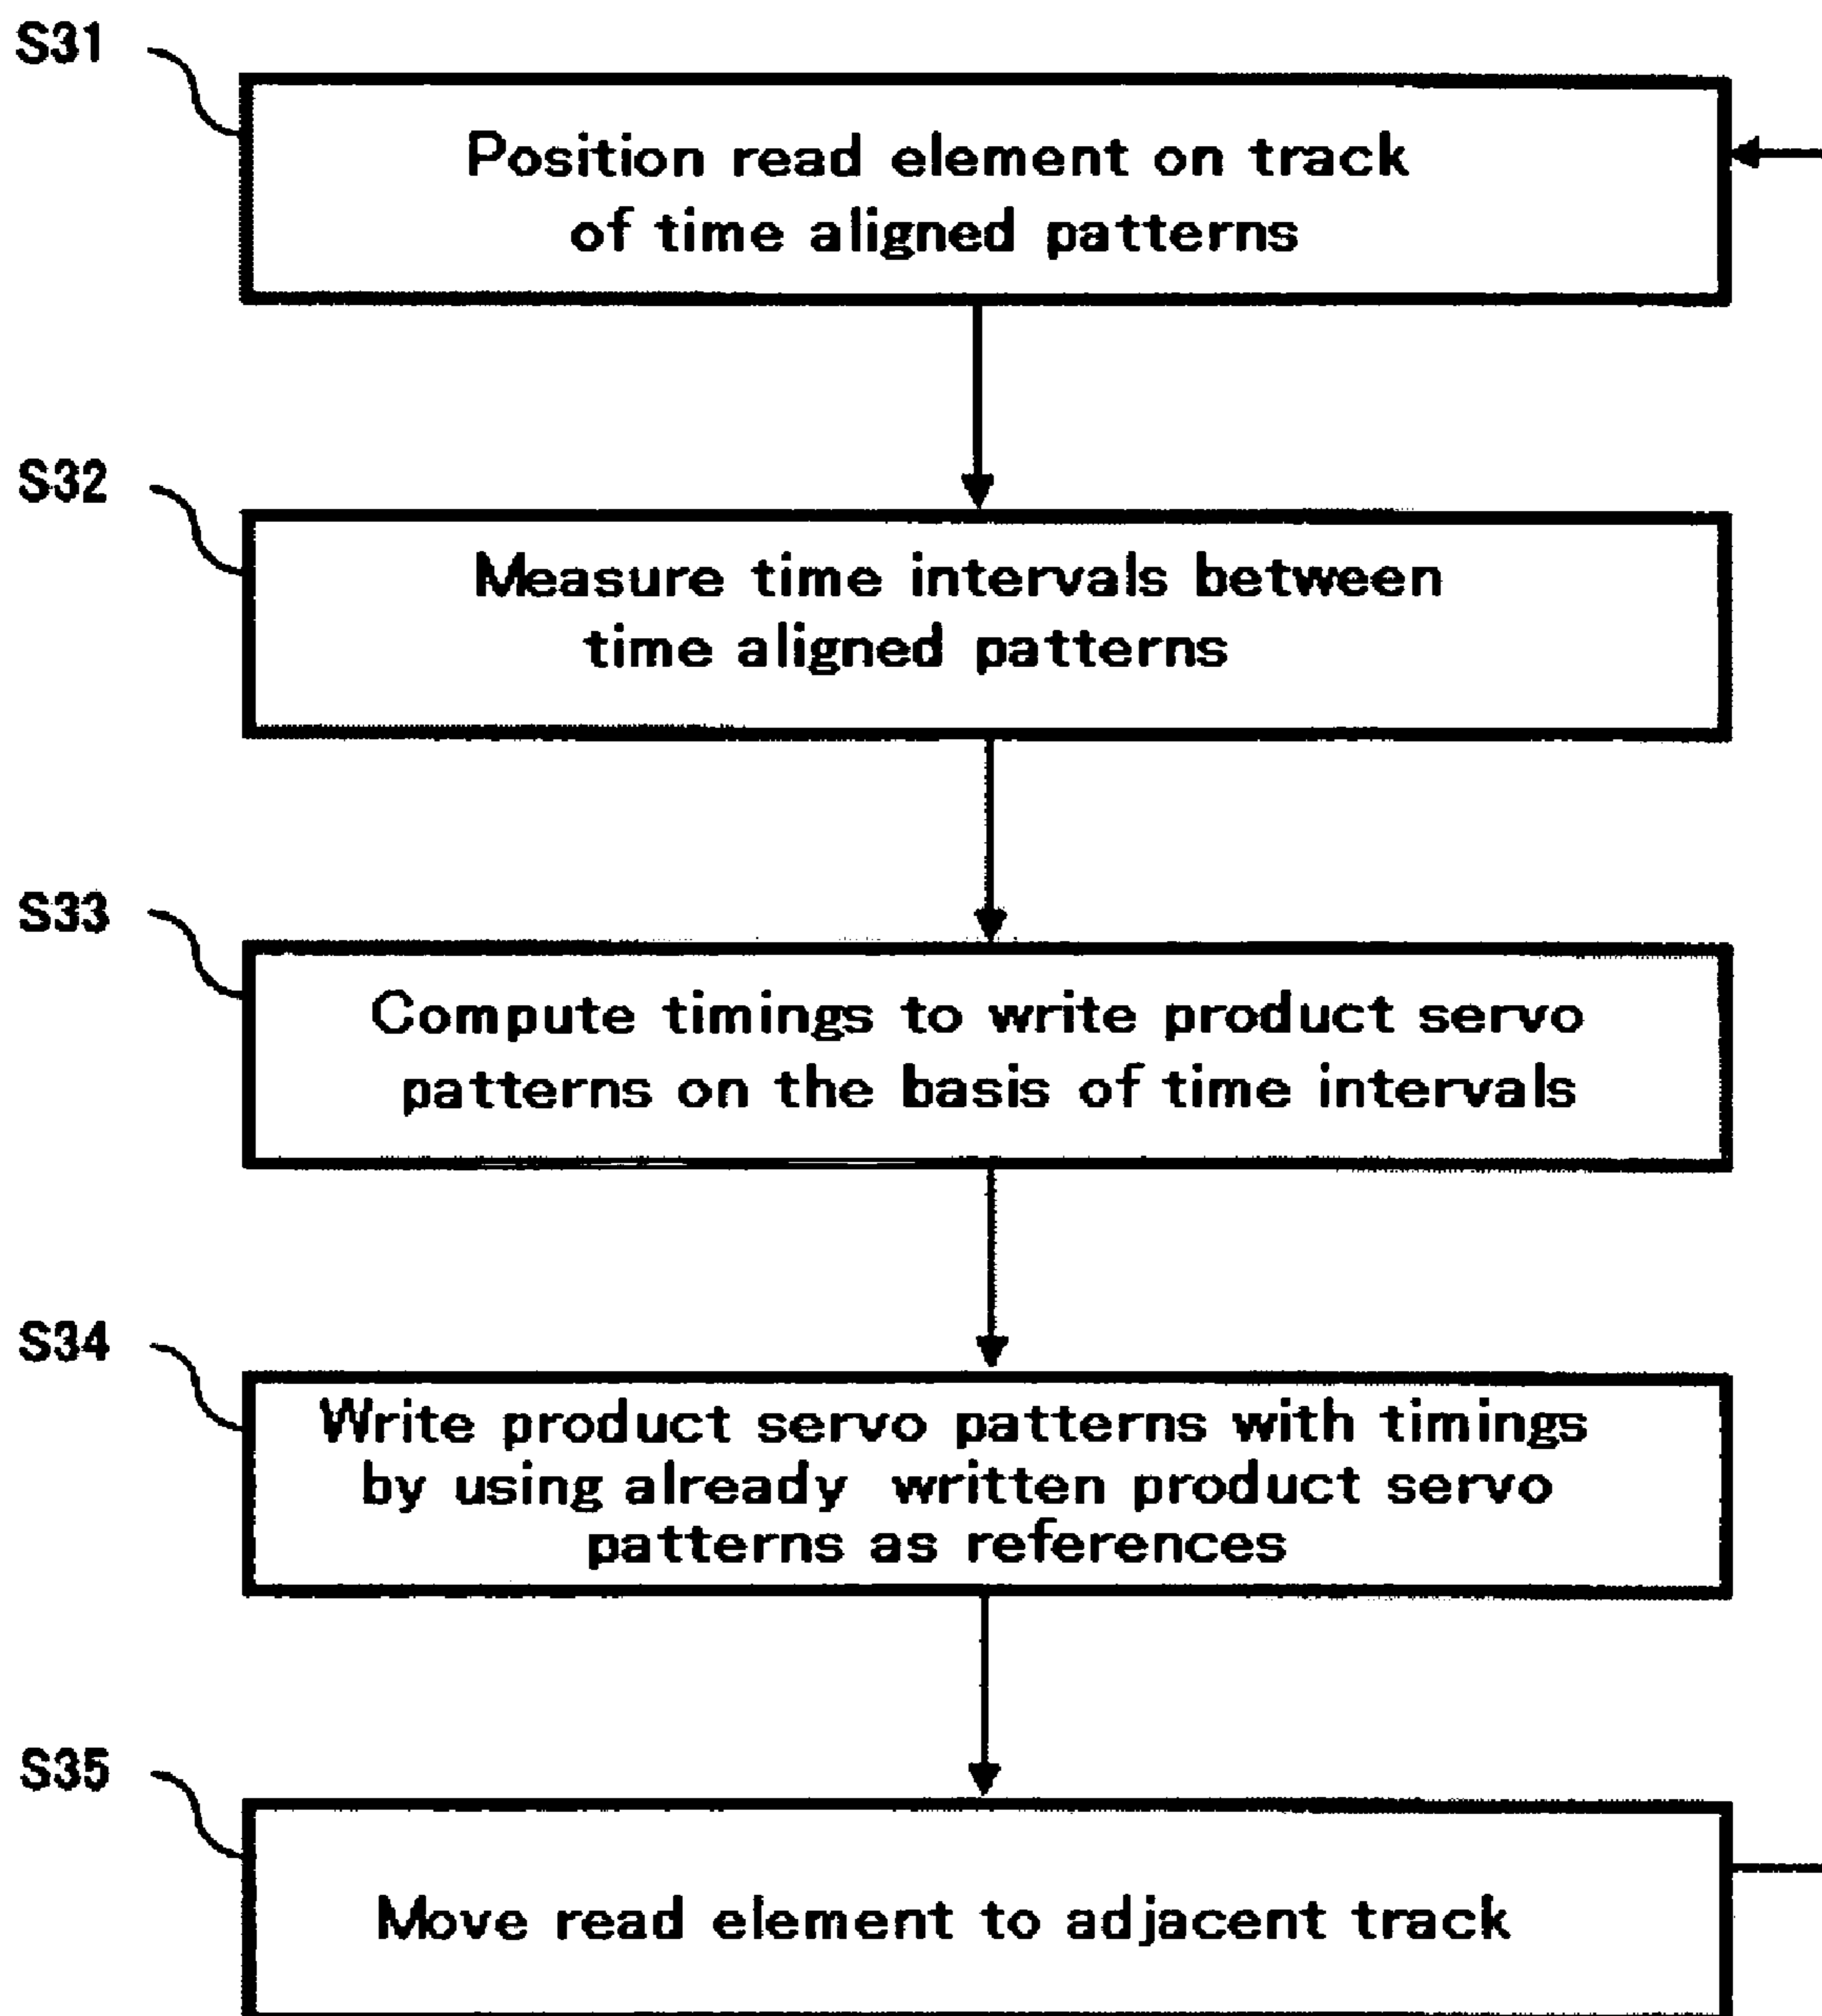 S31
Position read element on track
of time aligned patterns
S32
Measure time intervals between
time aligned patterns
S33
Compute timings to write product servo
patterns on the basis of time intervals
S34
Write product servo patterns with timings
by using already written product servo
patterns as references
S35
Move read element to adjacent track